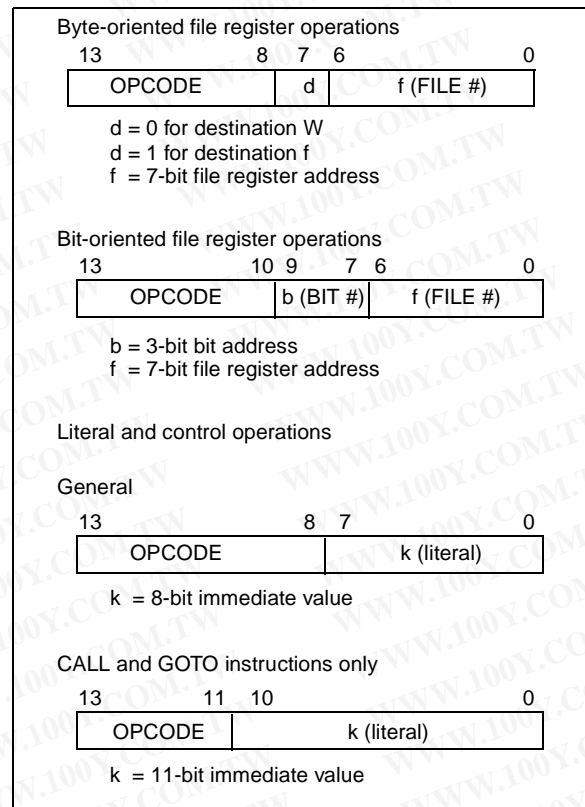 Byte-oriented file register operations
13 8 7 6 0
OPCODE d f (FILE #)
d = 0 for destination W
d = 1 for destination f
f = 7-bit file register address
Bit-oriented file register operations
13 10 9 7 6 0
OPCODE b (BIT #) f (FILE #)
b = 3-bit bit address
f = 7-bit file register address
Literal and control operations
General
13 8 7 0
OPCODE k (literal)
k = 8-bit immediate value
CALL and GOTO instructions only
13 11 10 0
OPCODE k (literal)
k = 11-bit immediate value
WWW.100Y.COM.TW